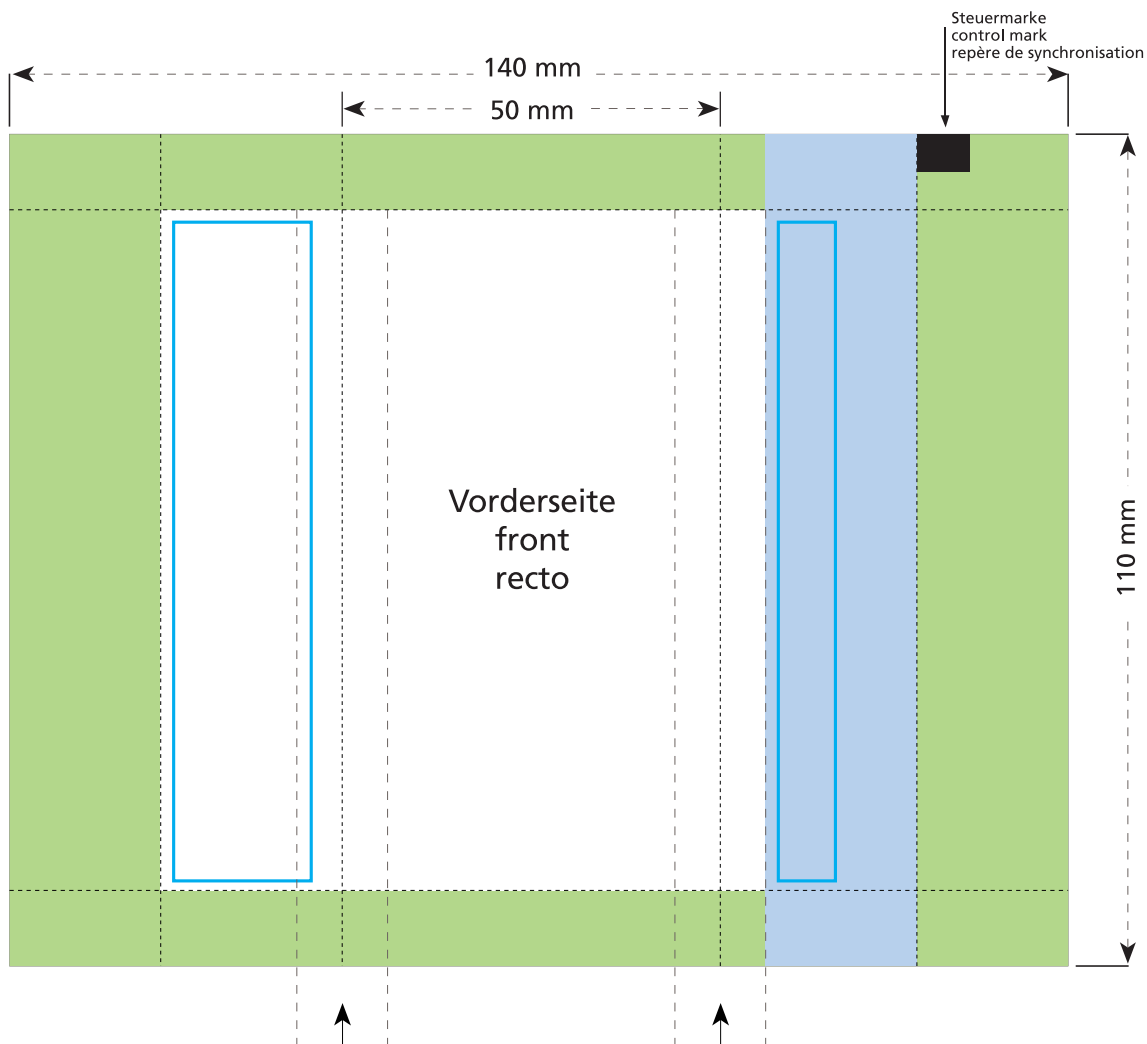 Steuermarke
control mark
repère de synchronisation
140 mm
50 mm
Vorderseite
front
recto
110 mm